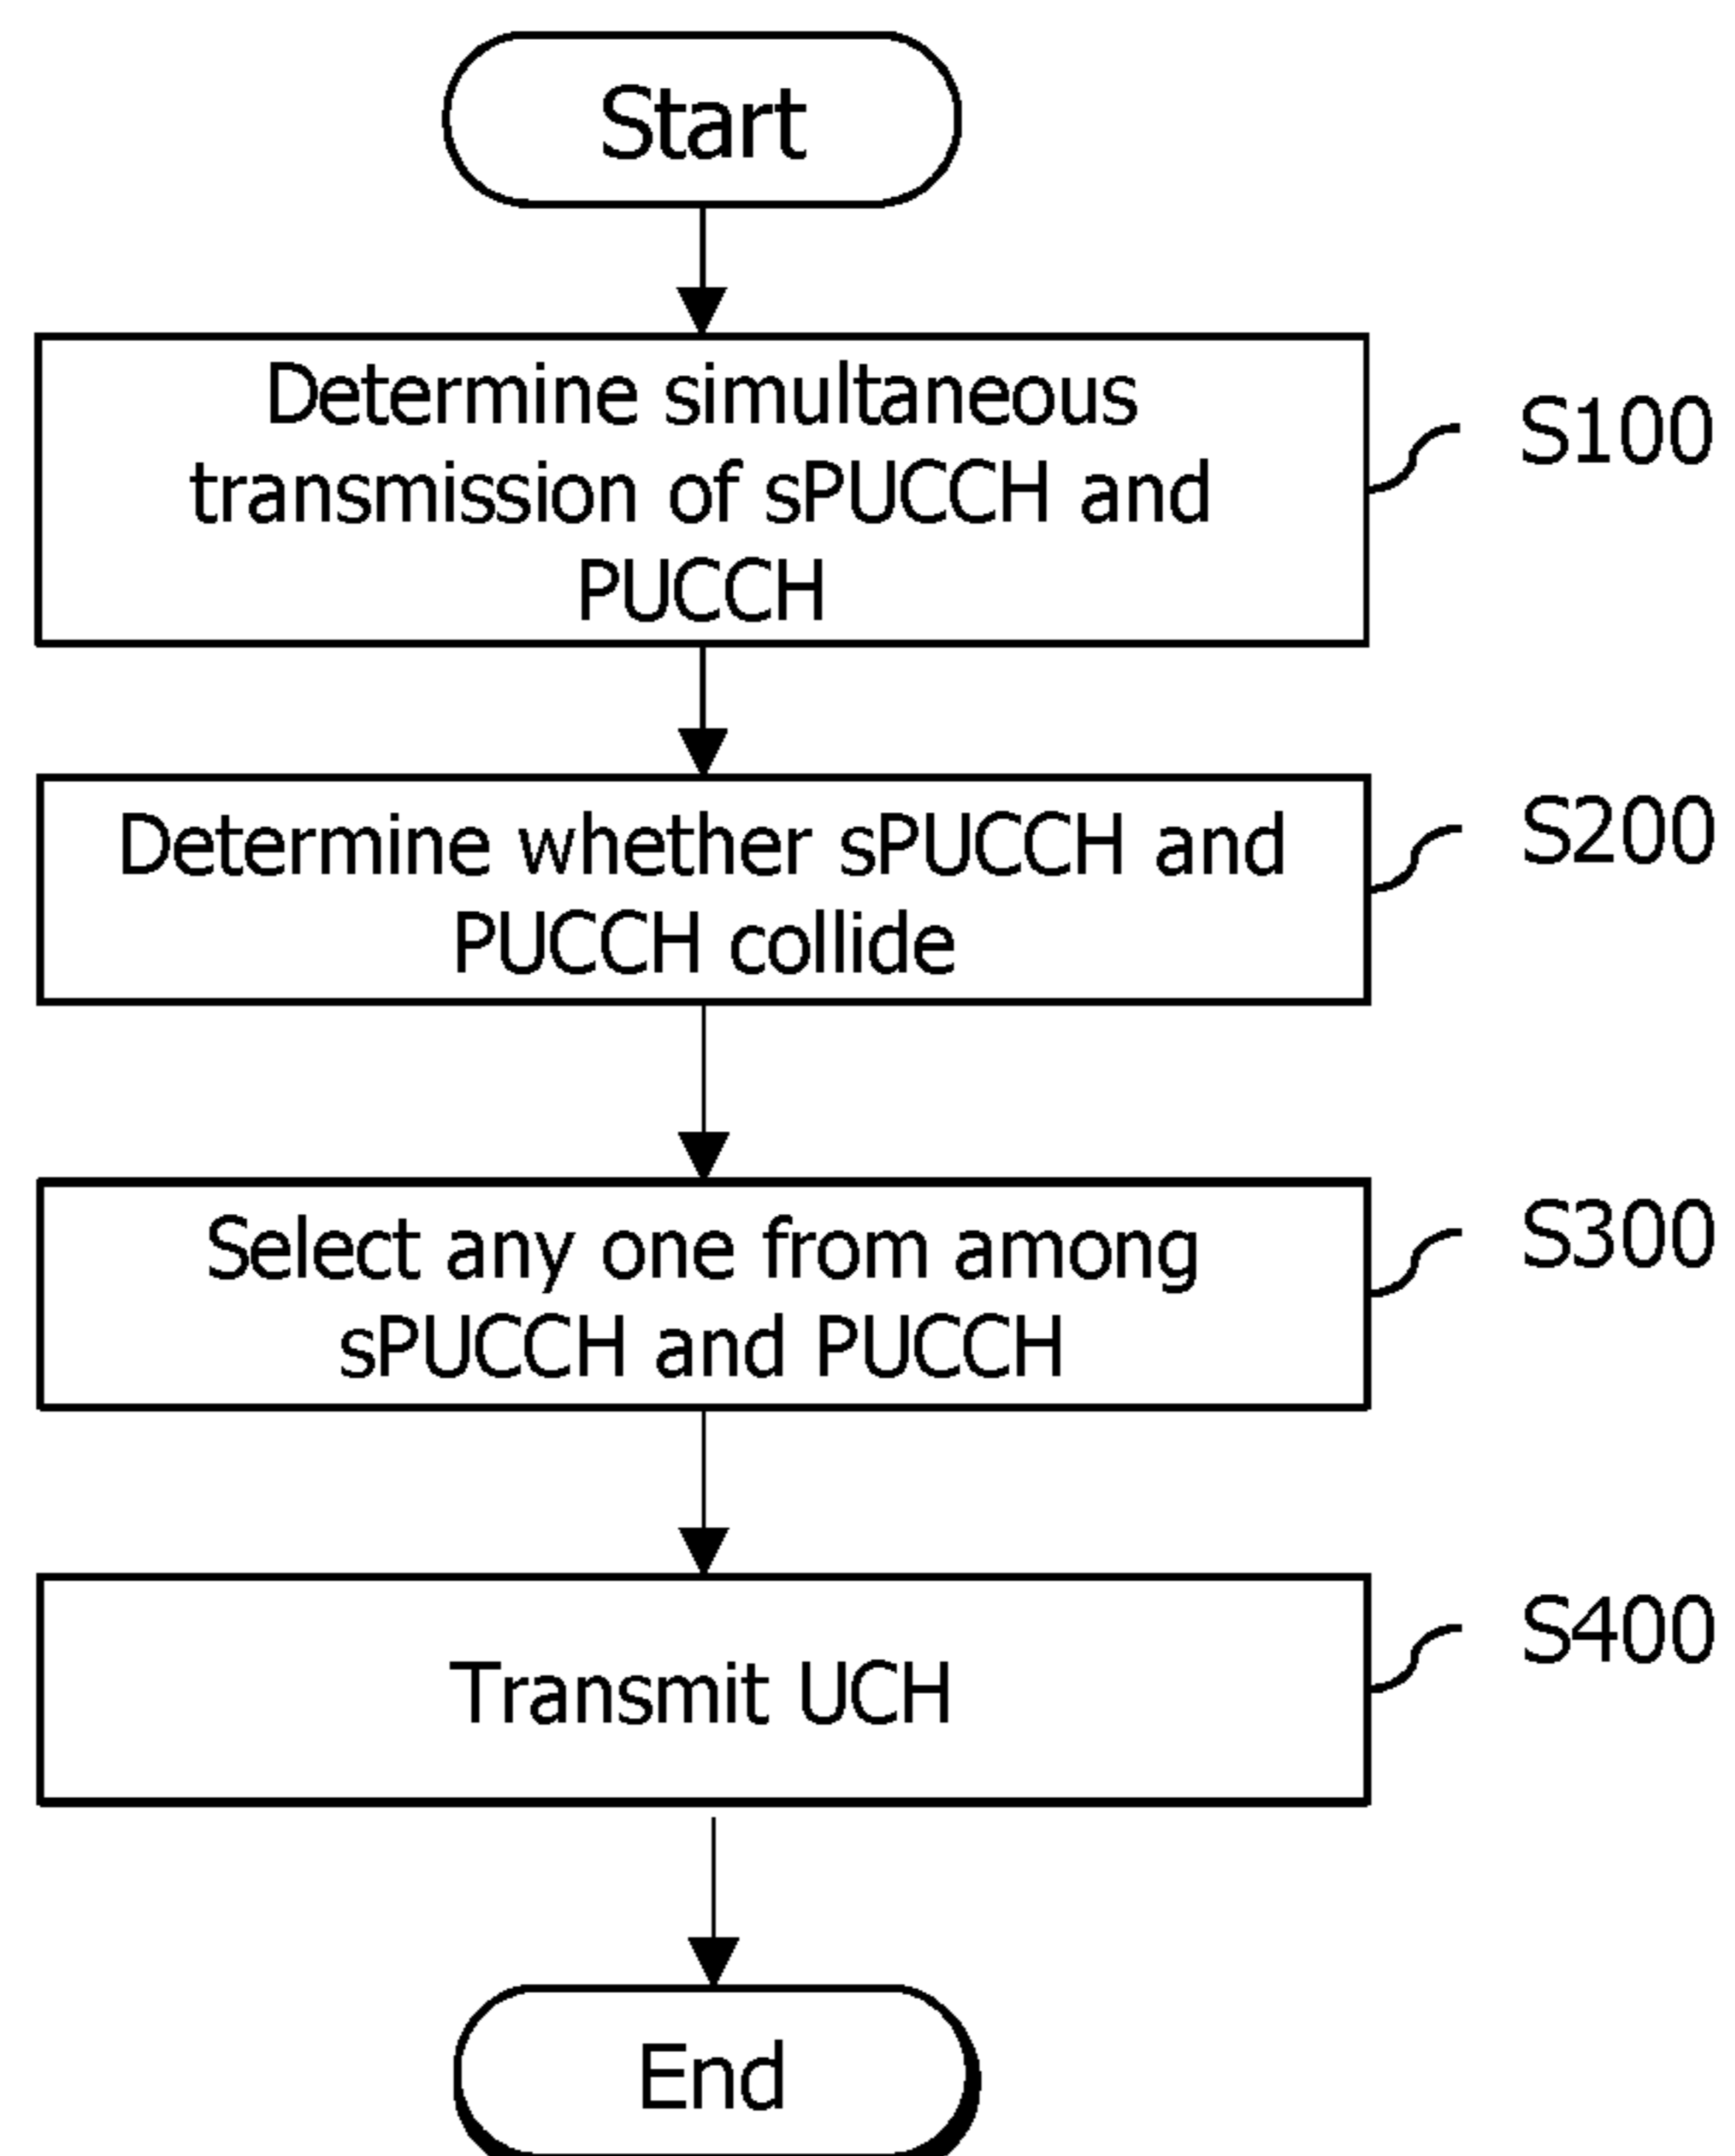 Start
Determine simultaneous
transmission of sPUCCH and
PUCCH
S100
Determine whether sPUCCH and
PUCCH collide
S200
Select any one from among
sPUCCH and PUCCH
S300
Transmit UCH
S400
End